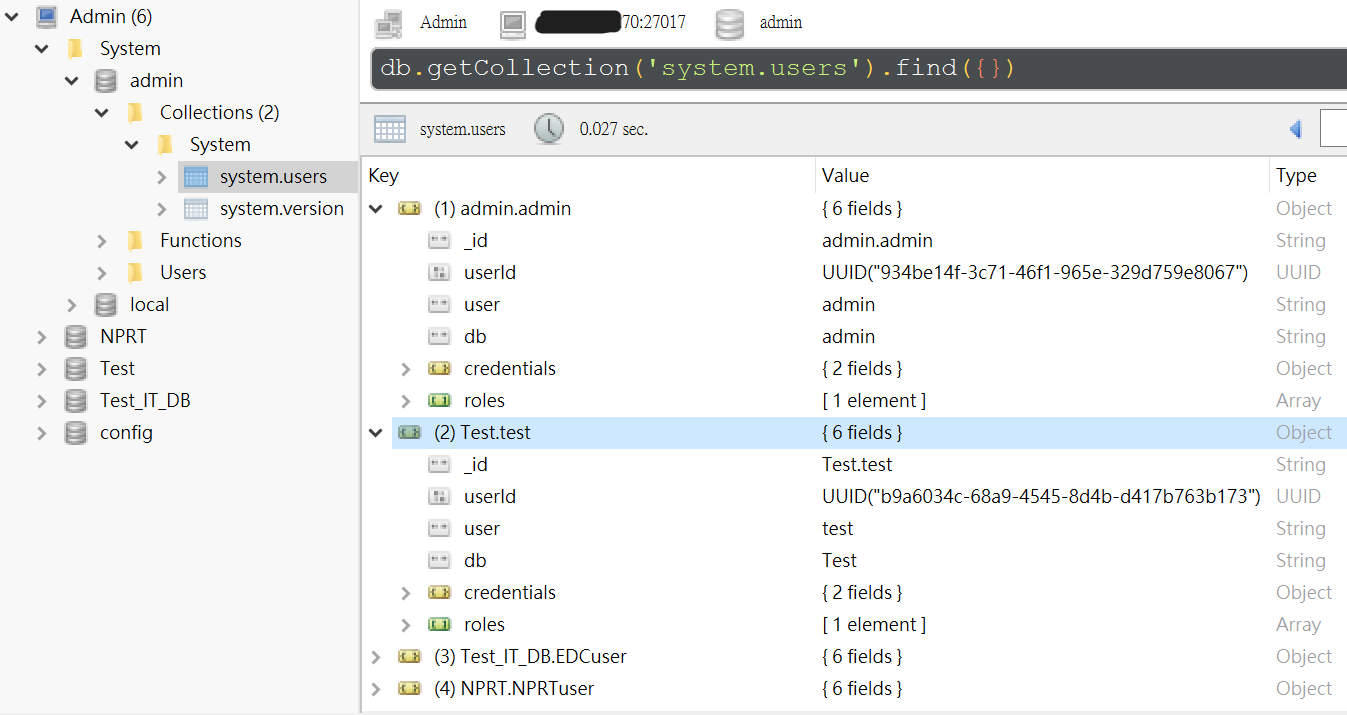 Admin (6)
System
admin
Collections (2)
System
system.users
system.version
Functions
Users
local
NPRT
Test
Test_IT_DB
config
Admin 70:27017 admin
db.getCollection('system.users').find({})
system.users 0.027 sec.
Key Value Type
(1) admin.admin { 6 fields } Object
_id admin.admin String
userId UUID("934be14f-3c71-46f1-965e-329d759e8067") UUID
user admin String
db admin String
credentials { 2 fields } Object
roles [ 1 element ] Array
(2) Test.test { 6 fields } Object
_id Test.test String
userId UUID("b9a6034c-68a9-4545-8d4b-d417b763b173") UUID
user test String
db Test String
credentials { 2 fields } Object
roles [ 1 element ] Array
(3) Test_IT_DB.EDCuser { 6 fields } Object
(4) NPRT.NPRTuser { 6 fields } Object